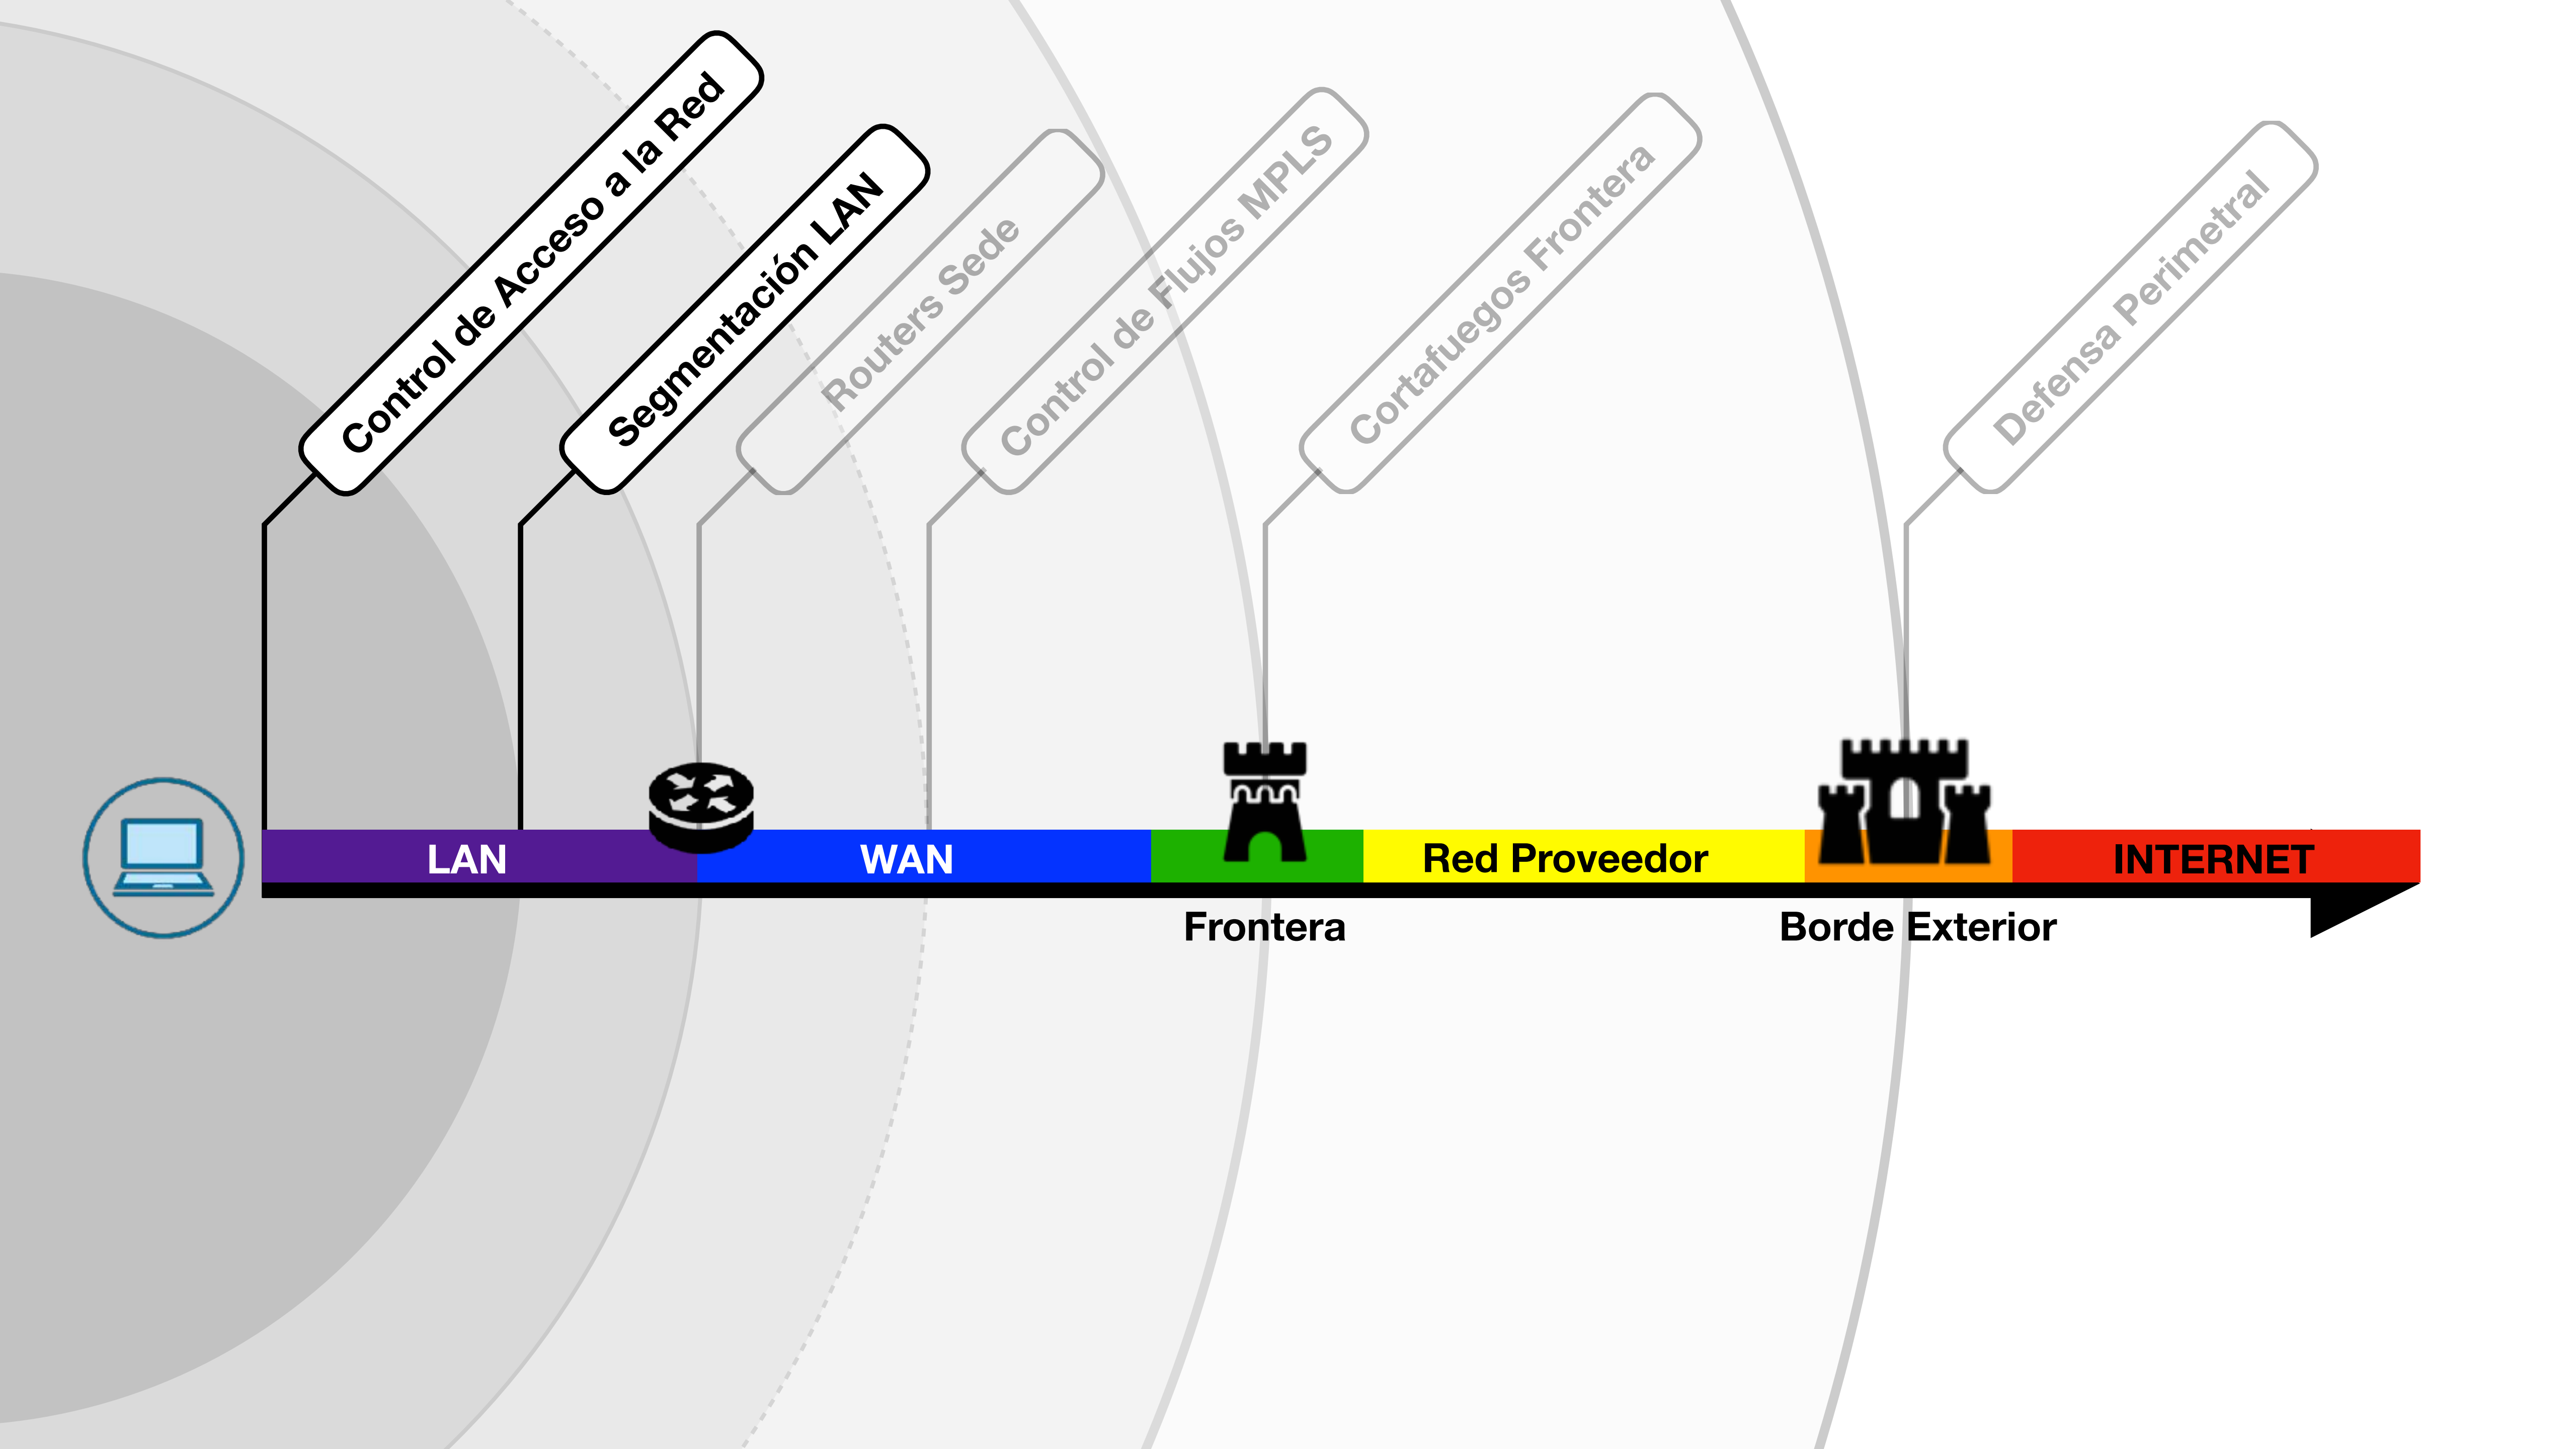 Control de Acceso a la Red
Segmentación LAN
Routers Sede
Control de Flujos MPLS
Cortafuegos Frontera
Defensa Perimetral
LAN
WAN
Red Proveedor
INTERNET
Frontera
Borde Exterior